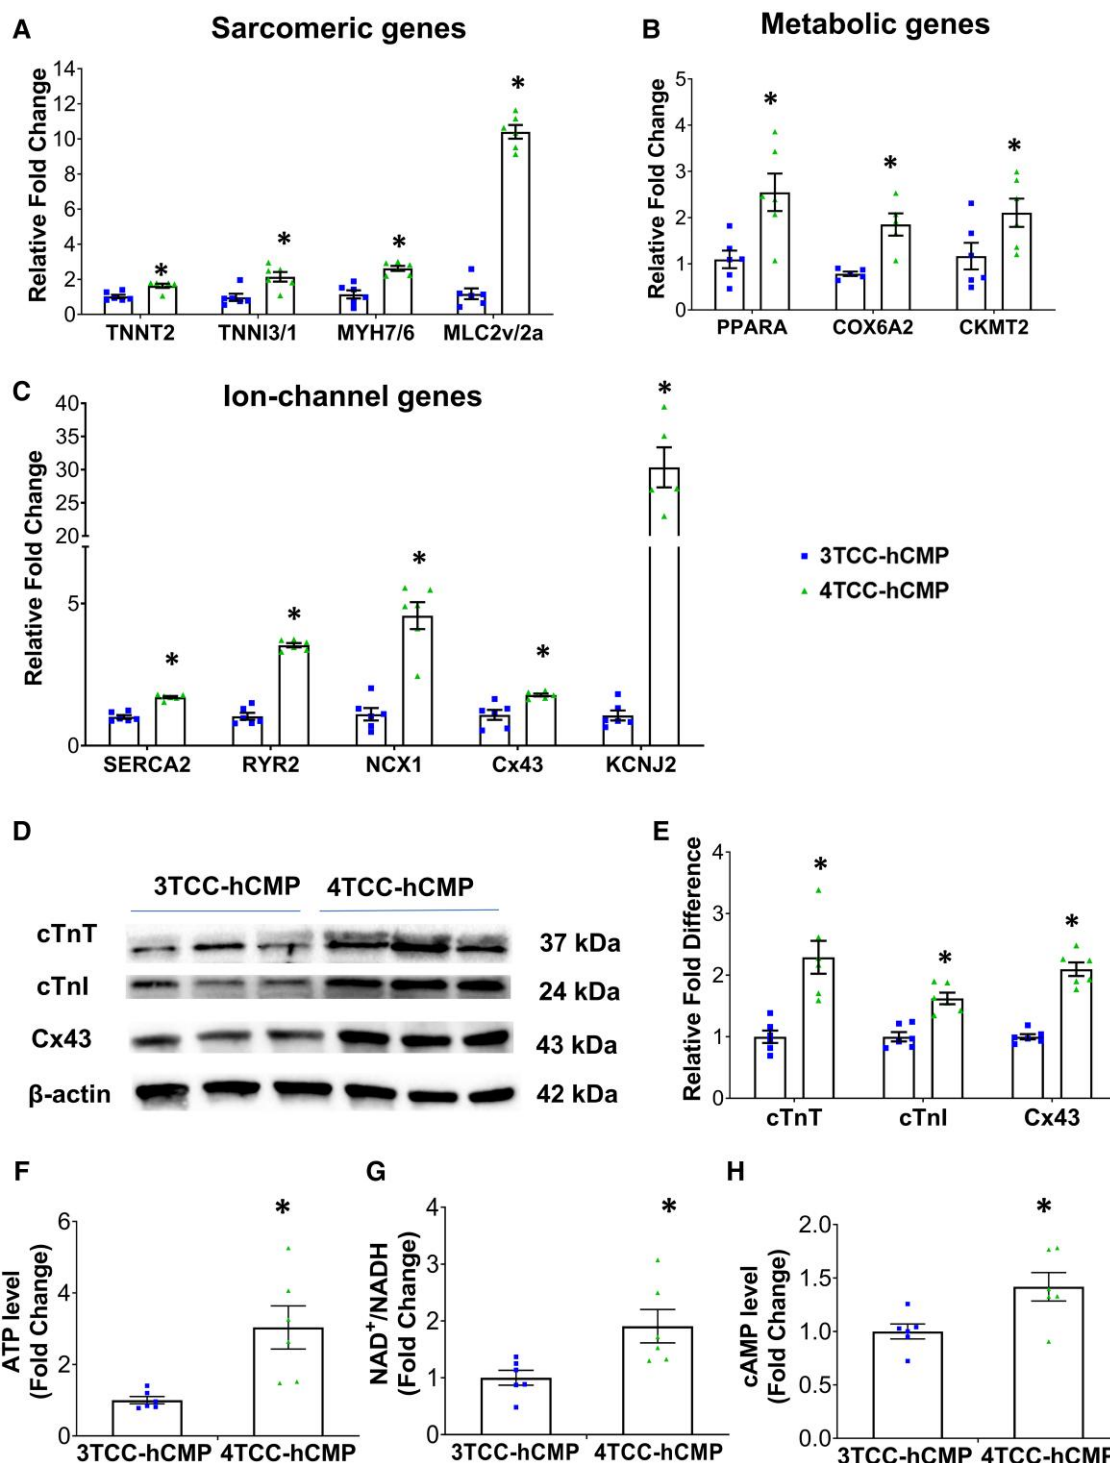 A
Sarcomeric genes
Relative Fold Change
14
12
10
8
6
4
2
0
*
*
*
*
TNNT2
TNNI3/1
MYH7/6
MLC2v/2a
B
Metabolic genes
Relative Fold Change
5
4
3
2
1
0
*
*
*
PPARA
COX6A2
CKMT2
C
Ion-channel genes
Relative Fold Change
40
35
30
25
20
5
0
*
*
*
*
*
SERCA2
RYR2
NCX1
Cx43
KCNJ2
3TCC-hCMP
4TCC-hCMP
D
3TCC-hCMP
4TCC-hCMP
cTnT
37 kDa
cTnI
24 kDa
Cx43
43 kDa
β-actin
42 kDa
E
Relative Fold Difference
4
3
2
1
0
*
*
*
cTnT
cTnI
Cx43
F
ATP level
(Fold Change)
6
4
2
0
*
3TCC-hCMP
4TCC-hCMP
G
NAD⁺/NADH
(Fold Change)
4
3
2
1
0
*
3TCC-hCMP
4TCC-hCMP
H
cAMP level
(Fold Change)
2.0
1.5
1.0
0.5
0.0
*
3TCC-hCMP
4TCC-hCMP